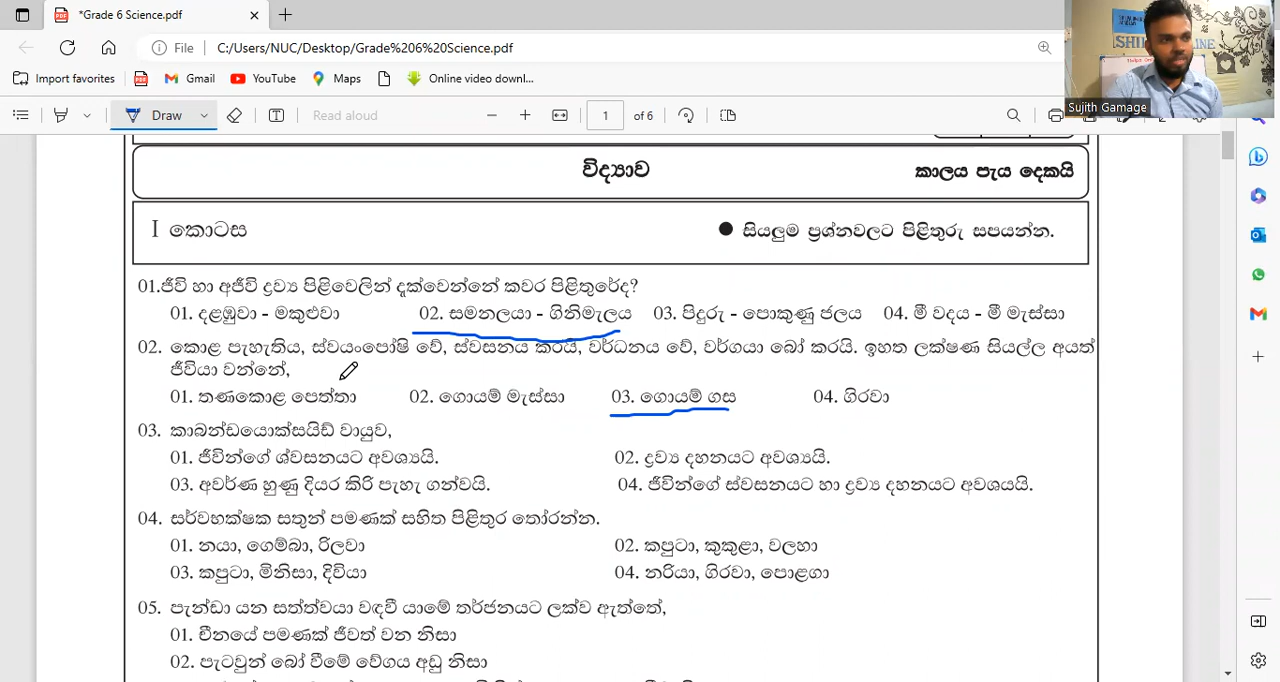 *Grade 6 Science.pdf
File C:/Users/NUC/Desktop/Grade%206%20Science.pdf
Import favorites Gmail YouTube Maps Online video downl...
Sujith Gamage
Draw Read aloud 1 of 6
විද්‍යාව කාලය පැය දෙකයි
I කොටස ● සියලුම ප්‍රශ්නවලට පිළිතුරු සපයන්න.
01.ජීවි හා අජීවි ද්‍රව්‍ය පිළිවෙලින් දැක්වෙන්නේ කවර පිළිතුරේද?
01. දළඹුවා - මකුළුවා 02. සමනලයා - ගිනිමැලය 03. පිදුරු - පොකුණු ජලය 04. මී වදය - මී මැස්සා
02. කොළ පැහැතිය, ස්වයංපෝෂි වේ, ස්වසනය කරයි, වර්ධනය වේ, වර්ගයා බෝ කරයි. ඉහත ලක්ෂණ සියල්ල අයත්
ජීවියා වන්නේ,
01. තණකොළ පෙත්තා 02. ගොයම් මැස්සා 03. ගොයම් ගස 04. ගිරවා
03. කාබන්ඩයොක්සයිඩ් වායුව,
01. ජීවීන්ගේ ශ්වසනයට අවශ්‍යයි. 02. ද්‍රව්‍ය දහනයට අවශ්‍යයි.
03. අවර්ණ හුණු දියර කිරි පැහැ ගන්වයි. 04. ජීවීන්ගේ ස්වසනයට හා ද්‍රව්‍ය දහනයට අවශයයි.
04. සර්වභක්ෂක සතුන් පමණක් සහිත පිළිතුර තෝරන්න.
01. නයා, ගෙම්බා, රිලවා 02. කපුටා, කුකුළා, වලහා
03. කපුටා, මිනිසා, දිවියා 04. නරියා, ගිරවා, පොළඟා
05. පැන්ඩා යන සත්ත්වයා වඳවී යාමේ තර්ජනයට ලක්ව ඇත්තේ,
01. චීනයේ පමණක් ජීවත් වන නිසා
02. පැටවුන් බෝ වීමේ වේගය අඩු නිසා